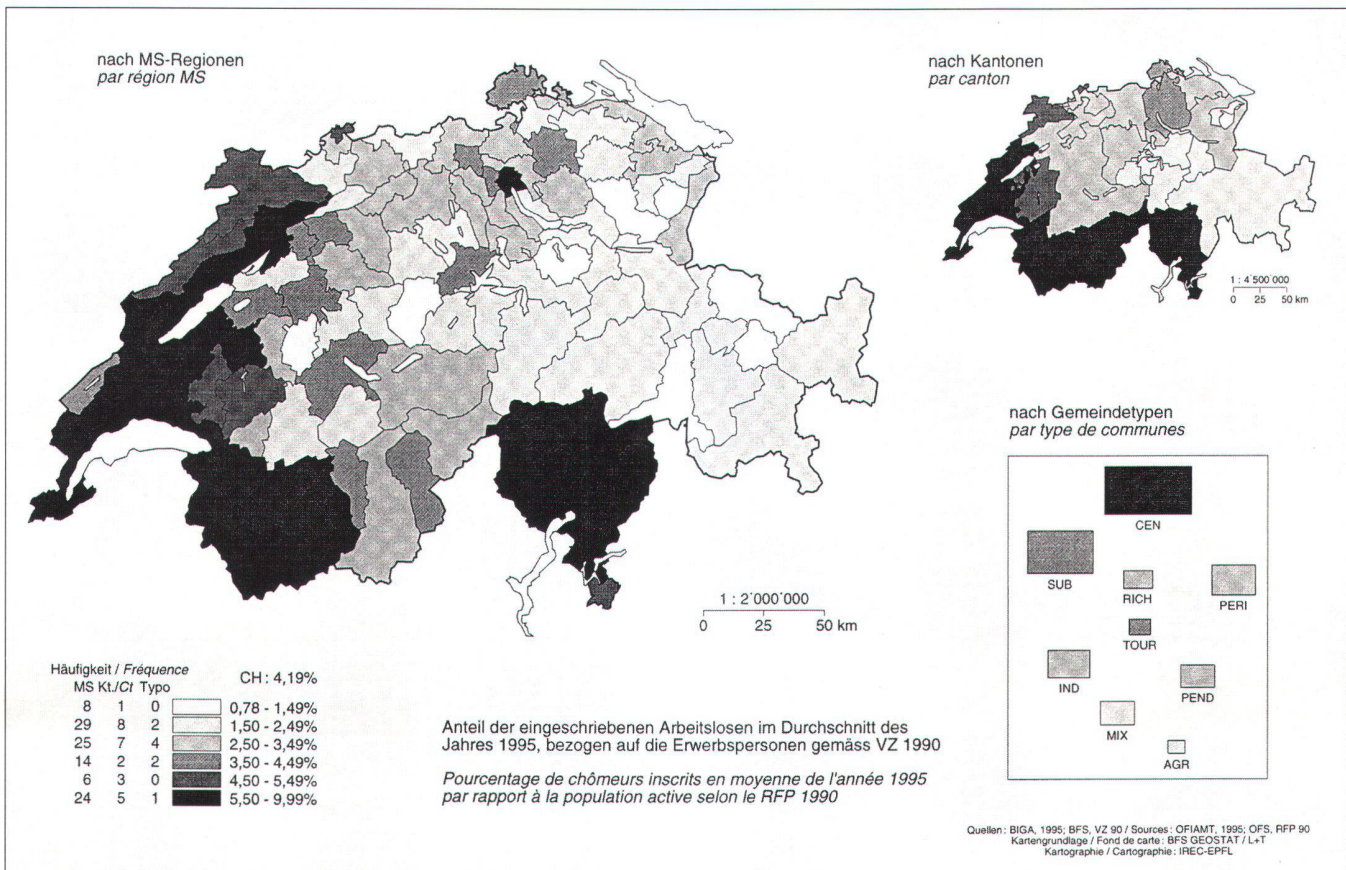 nach MS-Regionen
par région MS
nach Kantonen
par canton
1 : 4'500'000
0 25 50 km
nach Gemeindetypen
par type de communes
CEN
SUB
RICH
PERI
TOUR
IND
PEND
MIX
AGR
1 : 2'000'000
0 25 50 km
Häufigkeit / Fréquence
MS Kt./Ct Typo CH : 4,19%
8 1 0 0,78 - 1,49%
29 8 2 1,50 - 2,49%
25 7 4 2,50 - 3,49%
14 2 2 3,50 - 4,49%
6 3 0 4,50 - 5,49%
24 5 1 5,50 - 9,99%
Anteil der eingeschriebenen Arbeitslosen im Durchschnitt des
Jahres 1995, bezogen auf die Erwerbspersonen gemäss VZ 1990
Pourcentage de chômeurs inscrits en moyenne de l'année 1995
par rapport à la population active selon le RFP 1990
Quellen : BIGA, 1995; BFS, VZ 90 / Sources : OFIAMT, 1995; OFS, RFP 90
Kartengrundlage / Fond de carte : BFS GEOSTAT / L+T
Kartographie / Cartographie : IREC-EPFL